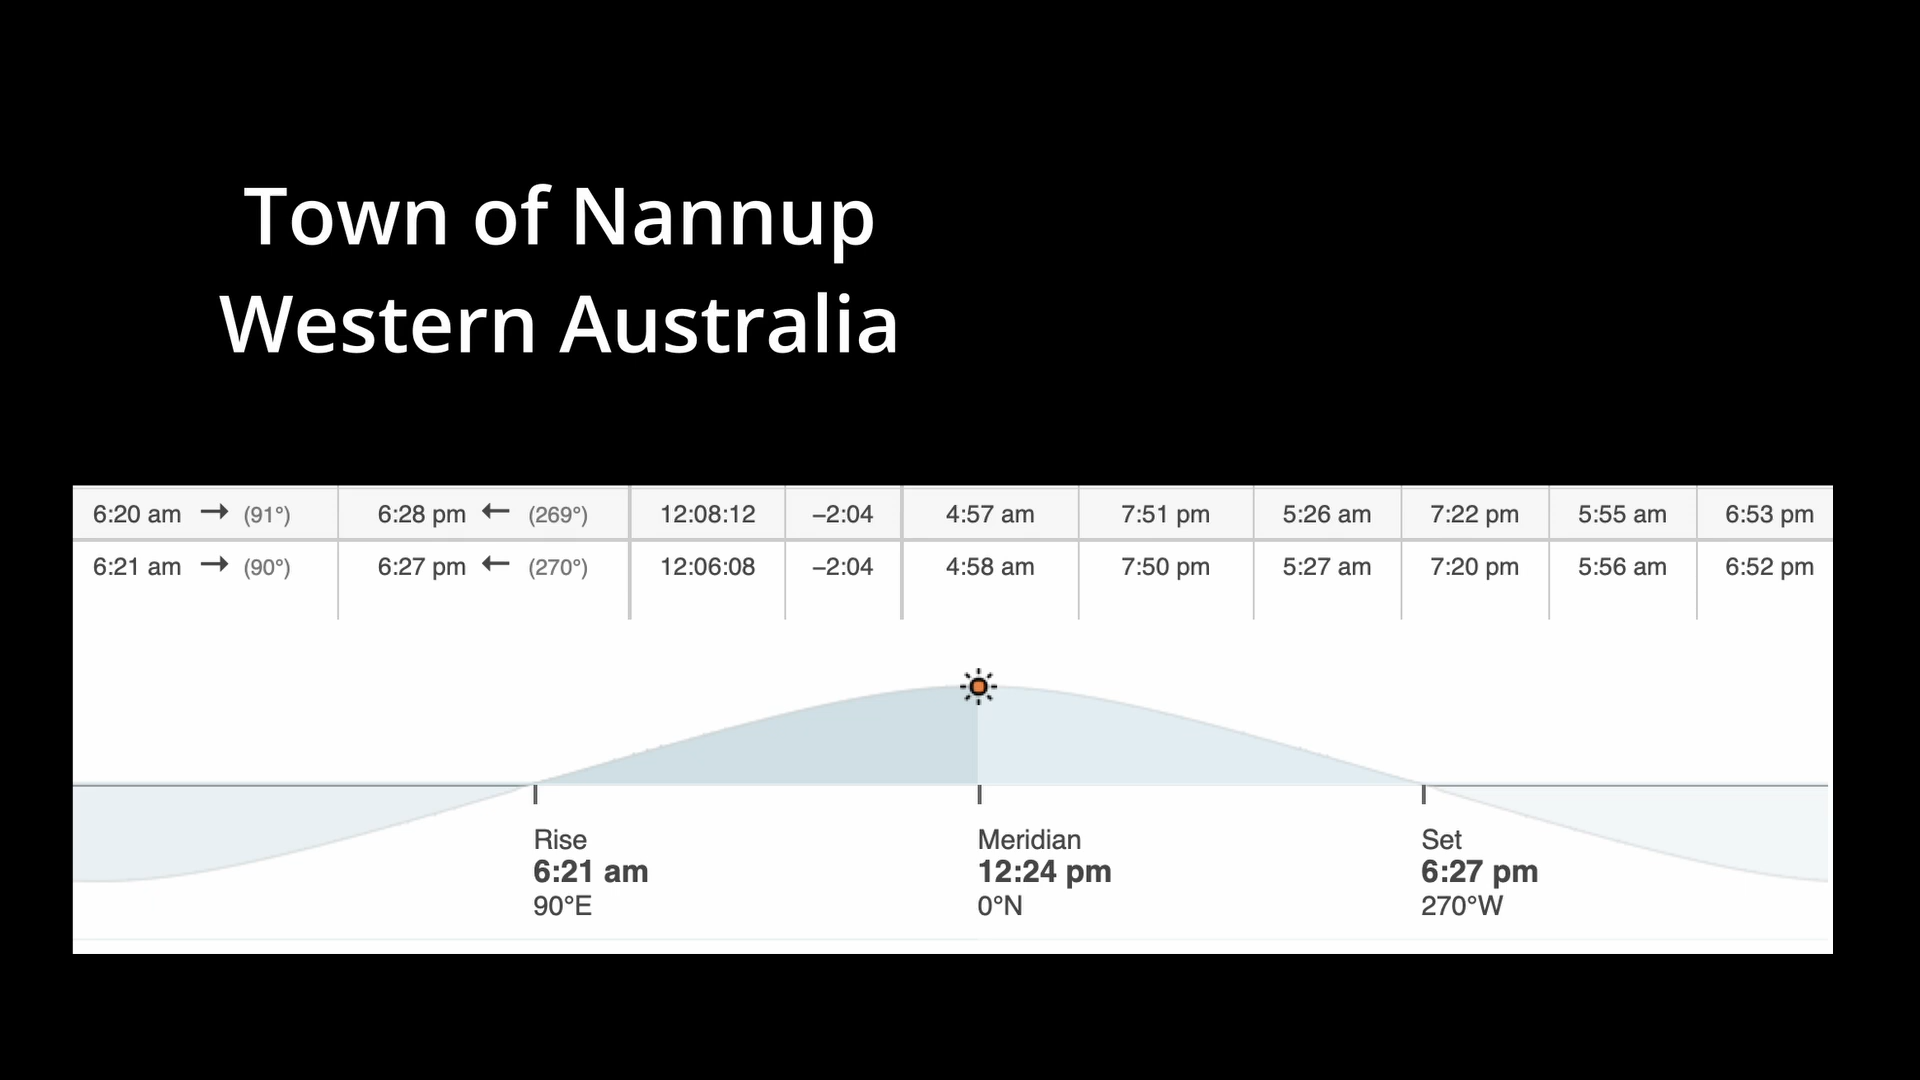 Town of Nannup
Western Australia
6:20 am → (91°) 6:28 pm ← (269°) 12:08:12 −2:04 4:57 am 7:51 pm 5:26 am 7:22 pm 5:55 am 6:53 pm
6:21 am → (90°) 6:27 pm ← (270°) 12:06:08 −2:04 4:58 am 7:50 pm 5:27 am 7:20 pm 5:56 am 6:52 pm
Rise Meridian Set
6:21 am 12:24 pm 6:27 pm
90°E 0°N 270°W